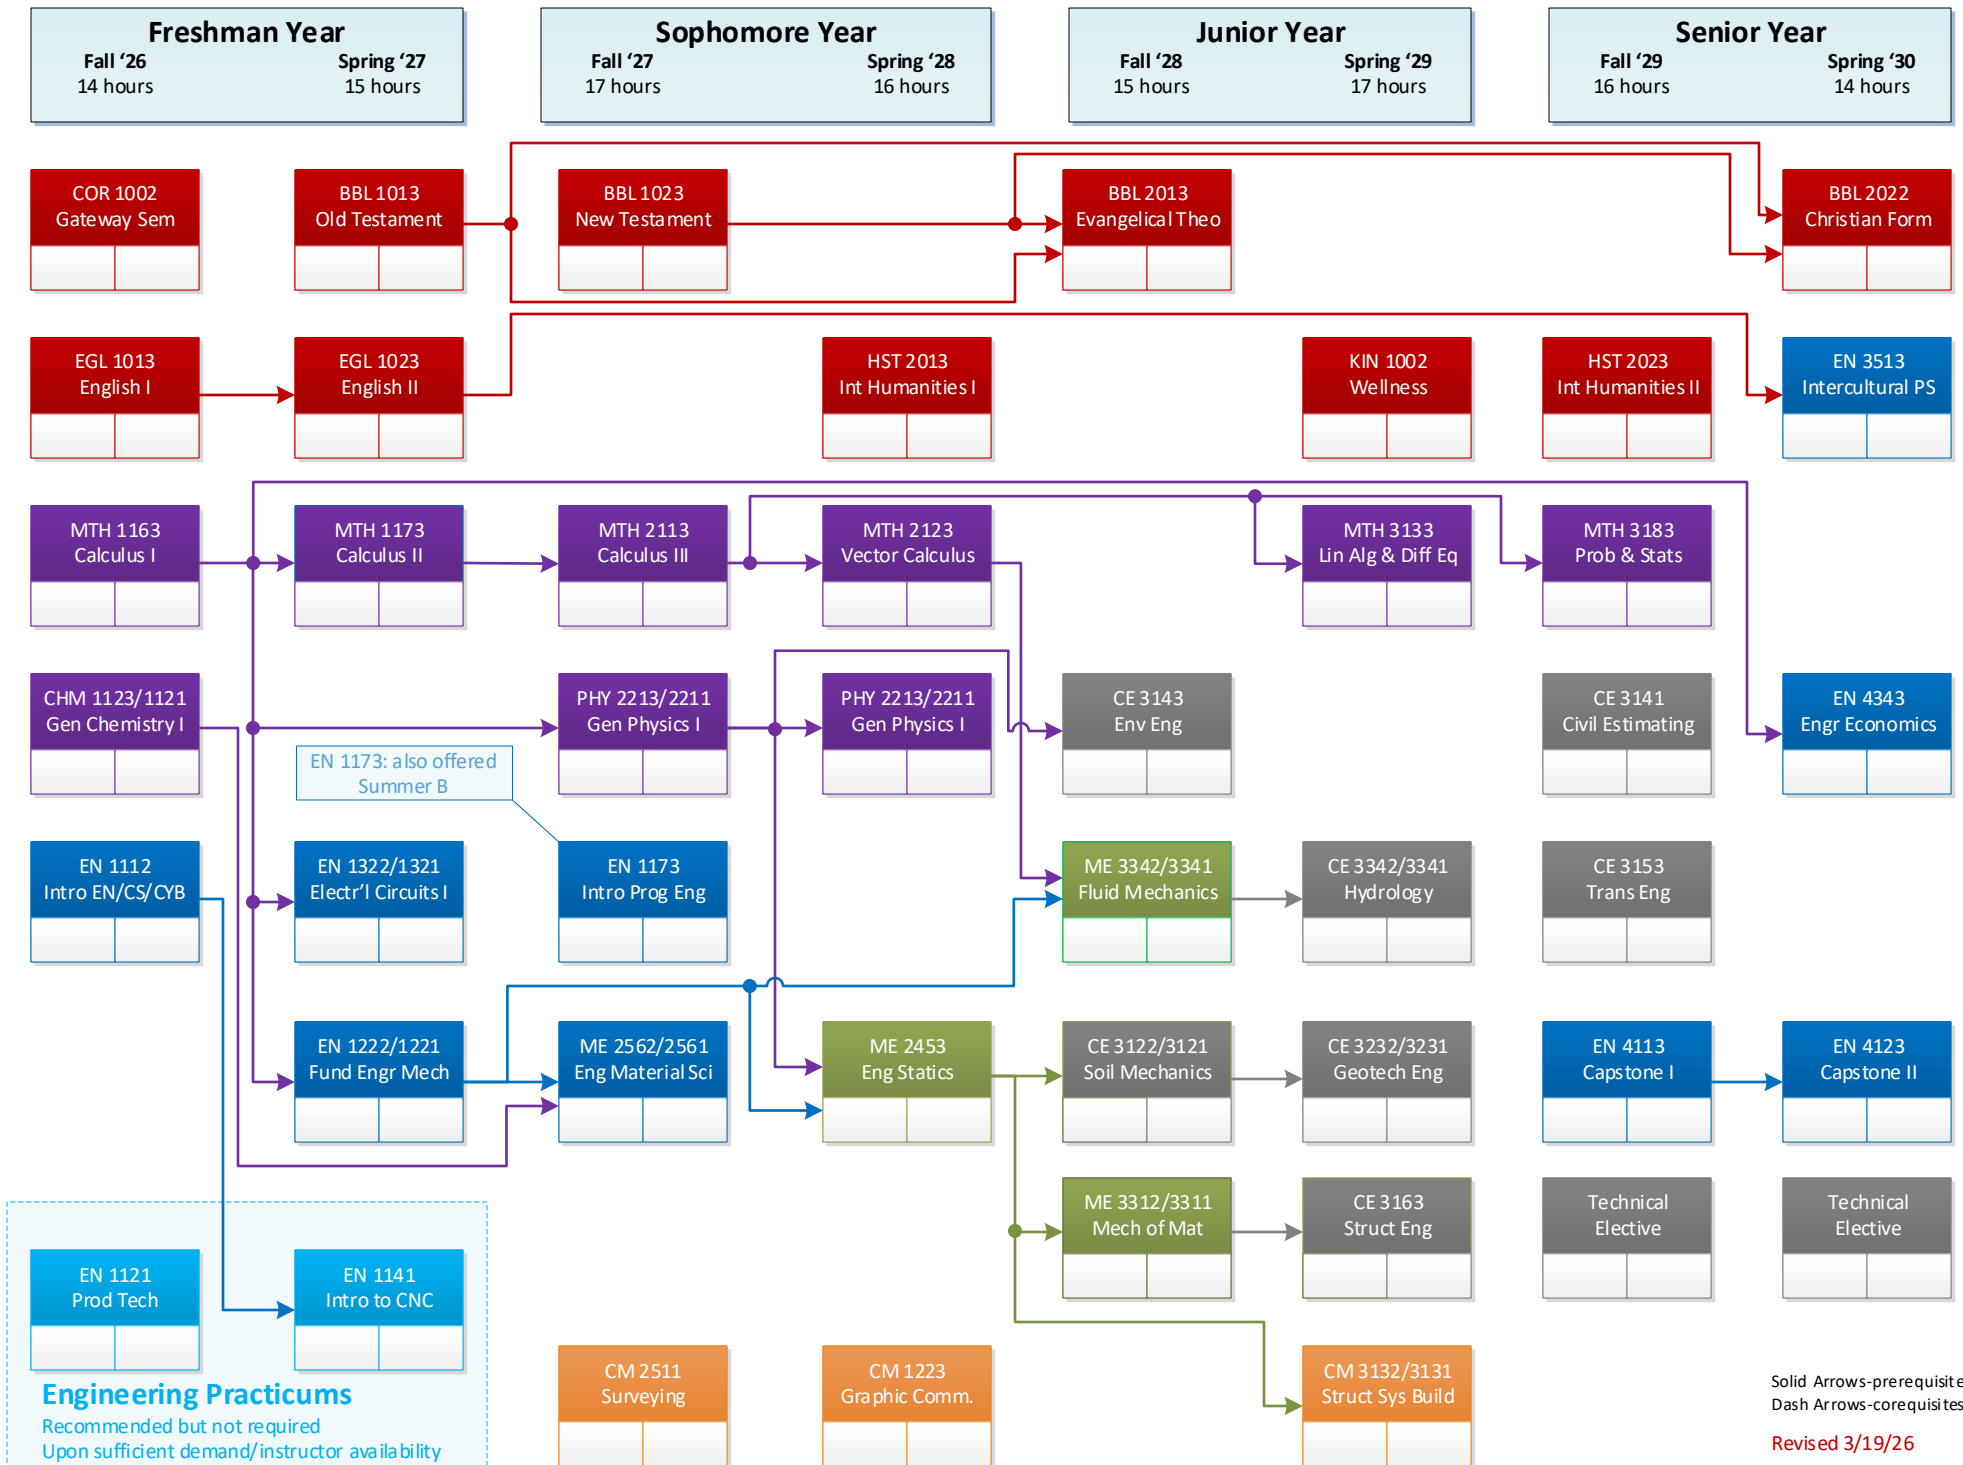 Freshman Year
Fall ‘26
Spring ‘27
14 hours
15 hours
Sophomore Year
Fall ‘27
Spring ‘28
17 hours
16 hours
Junior Year
Fall ‘28
Spring ‘29
15 hours
17 hours
Senior Year
Fall ‘29
Spring ‘30
16 hours
14 hours
COR 1002
Gateway Sem
BBL 1013
Old Testament
BBL 1023
New Testament
BBL 2013
Evangelical Theo
BBL 2022
Christian Form
EGL 1013
English I
EGL 1023
English II
HST 2013
Int Humanities I
KIN 1002
Wellness
HST 2023
Int Humanities II
EN 3513
Intercultural PS
MTH 1163
Calculus I
MTH 1173
Calculus II
MTH 2113
Calculus III
MTH 2123
Vector Calculus
MTH 3133
Lin Alg & Diff Eq
MTH 3183
Prob & Stats
CHM 1123/1121
Gen Chemistry I
PHY 2213/2211
Gen Physics I
PHY 2213/2211
Gen Physics I
CE 3143
Env Eng
CE 3141
Civil Estimating
EN 4343
Engr Economics
EN 1173: also offered
Summer B
EN 1112
Intro EN/CS/CYB
EN 1322/1321
Electr’l Circuits I
EN 1173
Intro Prog Eng
ME 3342/3341
Fluid Mechanics
CE 3342/3341
Hydrology
CE 3153
Trans Eng
EN 1222/1221
Fund Engr Mech
ME 2562/2561
Eng Material Sci
ME 2453
Eng Statics
CE 3122/3121
Soil Mechanics
CE 3232/3231
Geotech Eng
EN 4113
Capstone I
EN 4123
Capstone II
ME 3312/3311
Mech of Mat
CE 3163
Struct Eng
Technical
Elective
Technical
Elective
EN 1121
Prod Tech
EN 1141
Intro to CNC
Engineering Practicums
Recommended but not required
Upon sufficient demand/instructor availability
CM 2511
Surveying
CM 1223
Graphic Comm.
CM 3132/3131
Struct Sys Build
Solid Arrows-prerequisite
Dash Arrows-corequisites
Revised 3/19/26